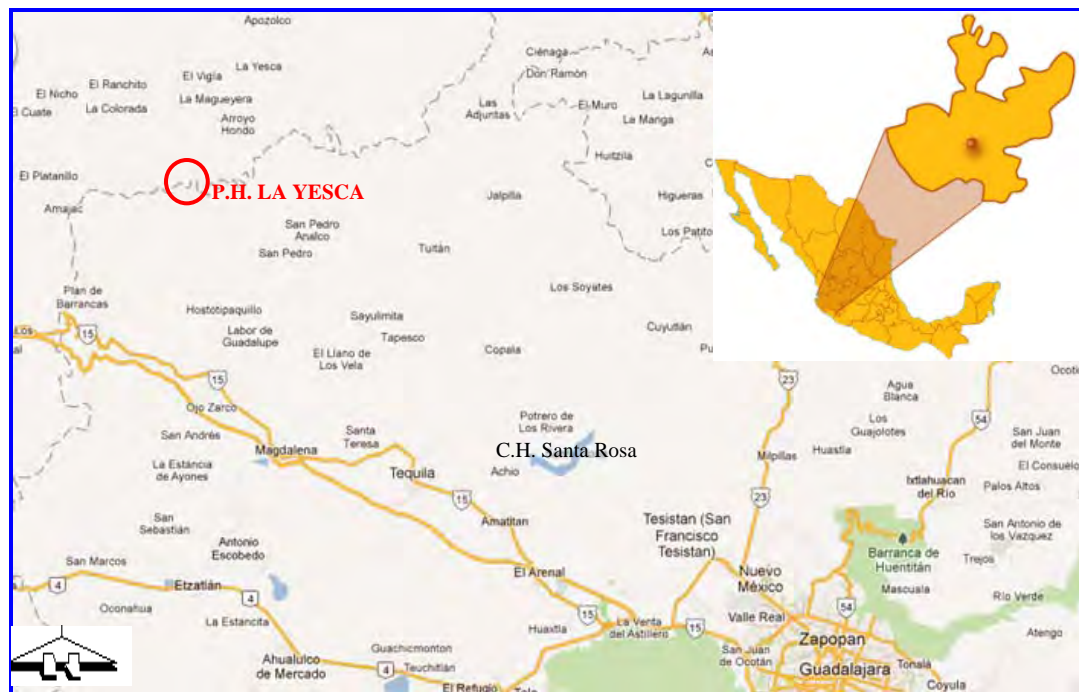 Apozolco
Ciénaga
Don Ramón
El Vigía
La Yesca
El Ranchito
El Nicho
La Magueyera
La Colorada
El Cuate
Arroyo
Hondo
Las
Adjuntas
El Muro
La Lagunilla
La Manga
Huitzila
El Platanillo
P.H. LA YESCA
Amajac
Jalpilla
Higueras
San Pedro
Analco
San Pedro
Tuitán
Los Patito
Plan de
Barrancas
Los Soyates
Hostotipaquillo
Sayulimita
Los
al
15
Labor de
Guadalupe
Tapesco
Cuyutlán
El Llano de
Los Vela
Copala
Pu
15
23
54
Ocoti
Agua
Blanca
Ojo Zarco
Potrero de
Los Rivera
Los
Guajolotes
San Andrés
Santa
Teresa
Magdalena
C.H. Santa Rosa
Milpillas
Huastla
San Juan
del Monte
La Estáncia
de Ayones
Tequila
Achio
El Consuelo
Ixtlahuacan
del Río
Palos Altos
15
23
Amatitan
San
Sebastián
Tesistan (San
Francisco
Tesistan)
San Antonio de
los Vazquez
Antonio
Escobedo
Barranca de
Huentitán
Trejos
San Marcos
El Arenal
Nuevo
México
4
Etzatlán
4
Mascuala
Río Verde
Oconahua
La Estancita
15
Huaxtla
La Venta
del Astillero
15
Valle Real
54
Atengo
Zapopan
Guachicmonton
San Juan
de Ocotán
Ahualulco
de Mercado
4
Teuchitlán
Guadalajara
Tonalá
El Refugio
Coyula